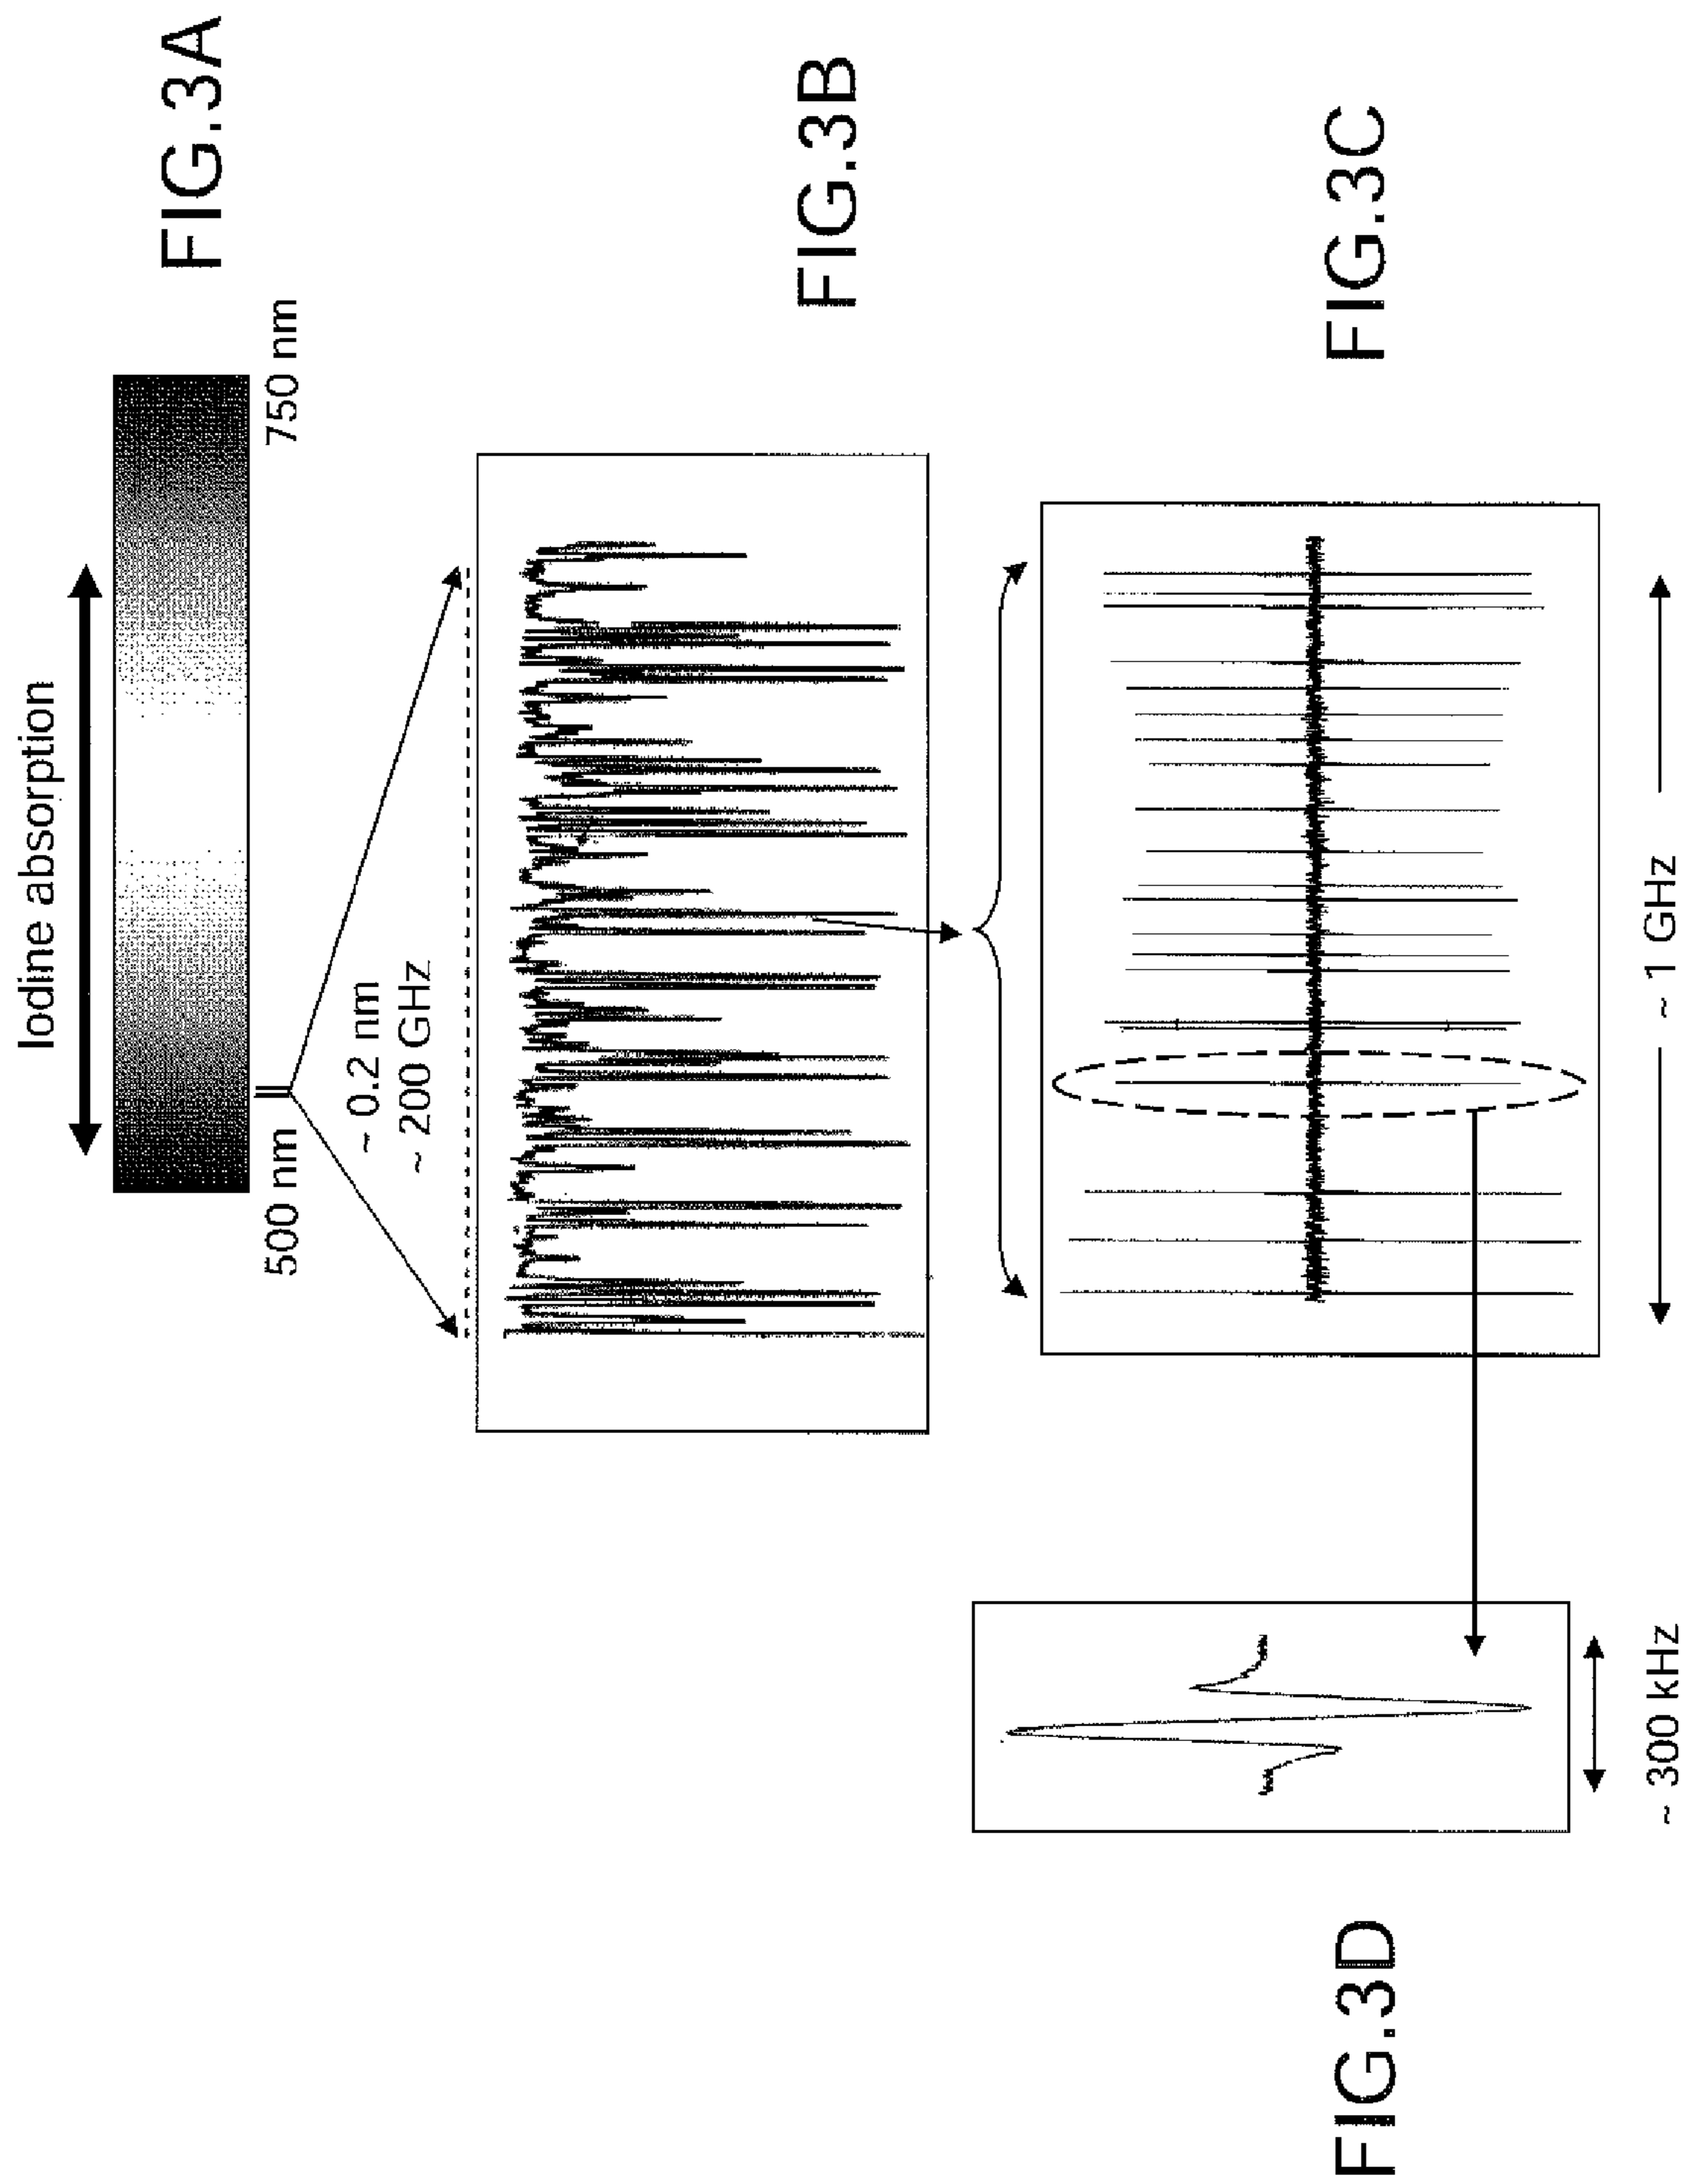 Iodine absorption
500 nm
750 nm
FIG.3A
~ 0.2 nm
~ 200 GHz
FIG.3B
FIG.3C
~ 1 GHz
~ 300 kHz
FIG.3D